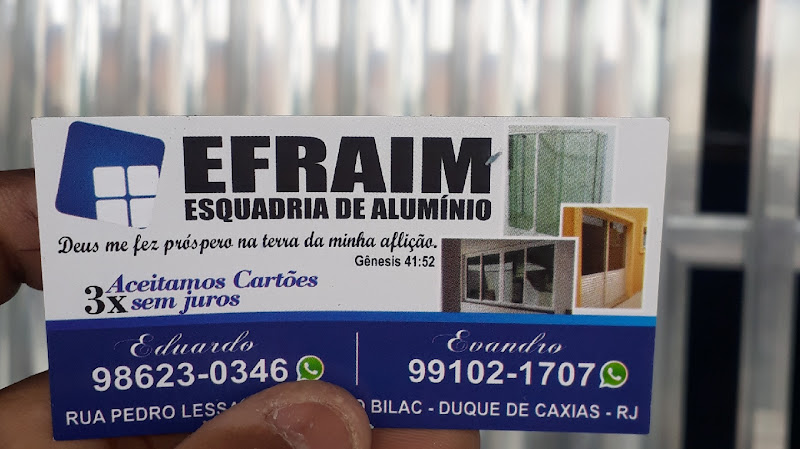 EFRAIM
ESQUADRIA DE ALUMÍNIO
Deus me fez próspero na terra da minha aflição.
Gênesis 41:52
3x Aceitamos Cartões
sem juros
Eduardo
98623-0346
Evandro
99102-1707
RUA PEDRO BILAC - DUQUE DE CAXIAS - RJ